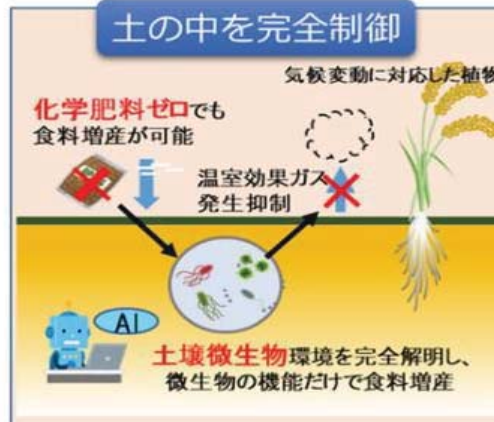 土の中を完全制御
気候変動に対応した植物
化学肥料ゼロでも
食料増産が可能
温室効果ガス
発生抑制
AI
土壌微生物環境を完全解明し、
微生物の機能だけで食料増産